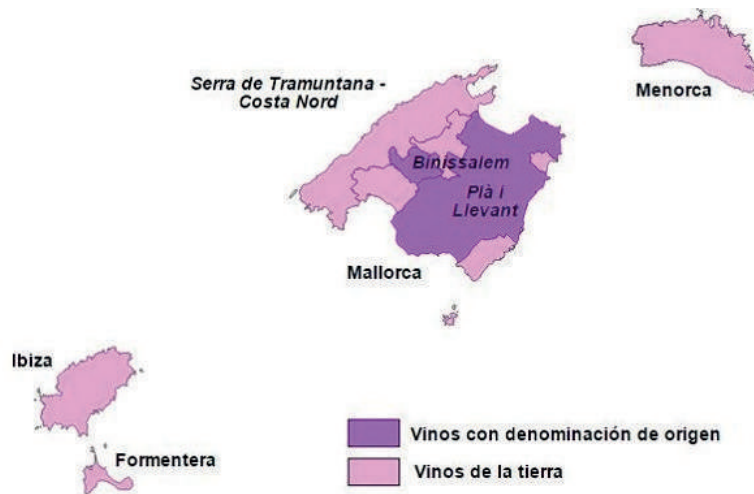 Serra de Tramuntana -
Costa Nord
Menorca
Binissalem
Plà i
Llevant
Mallorca
Ibiza
Formentera
Vinos con denominación de origen
Vinos de la tierra